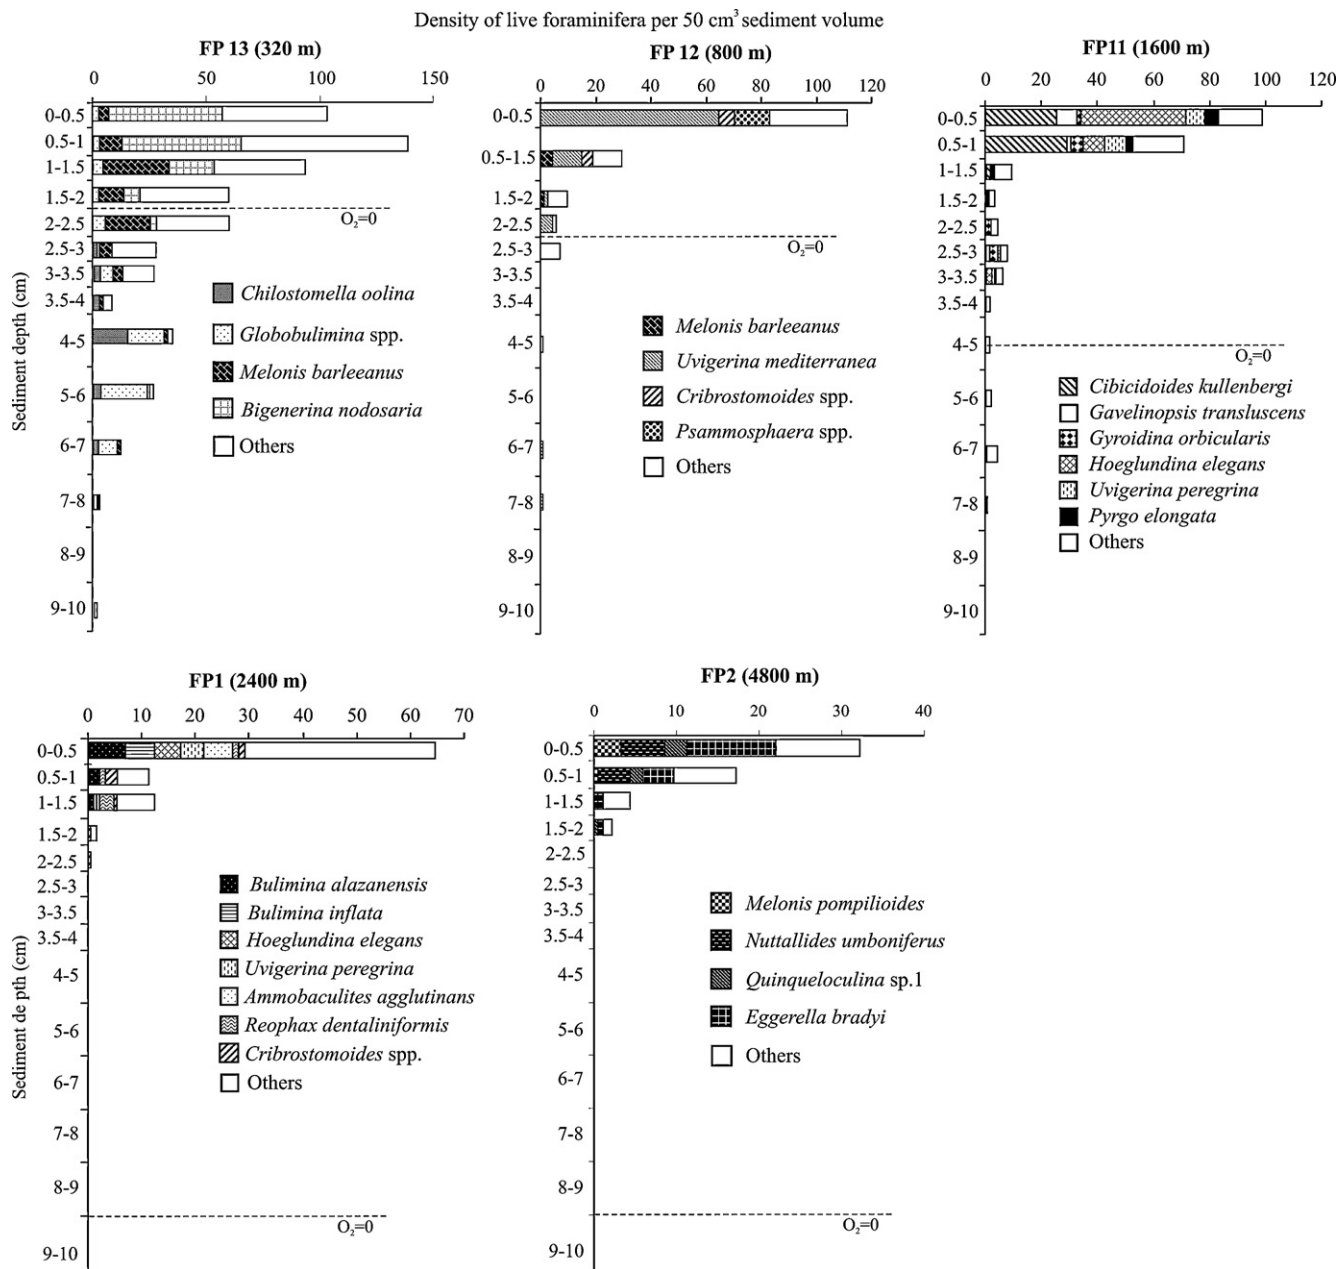 Density of live foraminifera per 50 cm³ sediment volume
FP 13 (320 m)
0 50 100 150
0-0.5
0.5-1
1-1.5
1.5-2
O₂=0
2-2.5
2.5-3
3-3.5
3.5-4
4-5
5-6
6-7
7-8
8-9
9-10
Sediment depth (cm)
Chilostomella oolina
Globobulimina spp.
Melonis barleeanus
Bigenerina nodosaria
Others
FP 12 (800 m)
0 20 40 60 80 100 120
0-0.5
0.5-1.5
1.5-2
2-2.5
O₂=0
2.5-3
3-3.5
3.5-4
4-5
5-6
6-7
7-8
8-9
9-10
Melonis barleeanus
Uvigerina mediterranea
Cribrostomoides spp.
Psammosphaera spp.
Others
FP11 (1600 m)
0 20 40 60 80 100 120
0-0.5
0.5-1
1-1.5
1.5-2
2-2.5
2.5-3
3-3.5
3.5-4
4-5
O₂=0
5-6
6-7
7-8
8-9
9-10
Cibicidoides kullenbergi
Gavelinopsis transluscens
Gyroidina orbicularis
Hoeglundina elegans
Uvigerina peregrina
Pyrgo elongata
Others
FP1 (2400 m)
0 10 20 30 40 50 60 70
0-0.5
0.5-1
1-1.5
1.5-2
2-2.5
2.5-3
3-3.5
3.5-4
4-5
5-6
6-7
7-8
8-9
O₂=0
9-10
Sediment de pth (cm)
Bulimina alazanensis
Bulimina inflata
Hoeglundina elegans
Uvigerina peregrina
Ammobaculites agglutinans
Reophax dentaliniformis
Cribrostomoides spp.
Others
FP2 (4800 m)
0 10 20 30 40
0-0.5
0.5-1
1-1.5
1.5-2
2-2.5
2.5-3
3-3.5
3.5-4
4-5
5-6
6-7
7-8
8-9
O₂=0
9-10
Melonis pompilioides
Nuttallides umboniferus
Quinqueloculina sp.1
Eggerella bradyi
Others